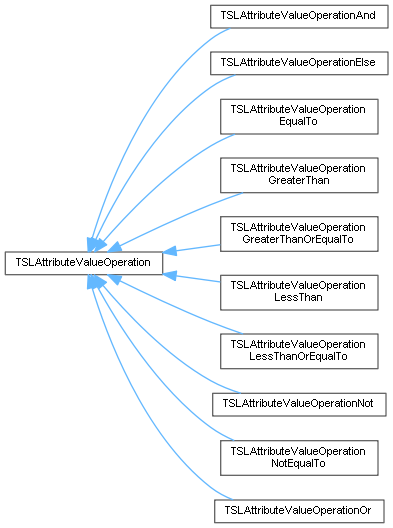 TSLAttributeValueOperationAnd
TSLAttributeValueOperationElse
TSLAttributeValueOperation
EqualTo
TSLAttributeValueOperation
GreaterThan
TSLAttributeValueOperation
GreaterThanOrEqualTo
TSLAttributeValueOperation
TSLAttributeValueOperation
LessThan
TSLAttributeValueOperation
LessThanOrEqualTo
TSLAttributeValueOperationNot
TSLAttributeValueOperation
NotEqualTo
TSLAttributeValueOperationOr